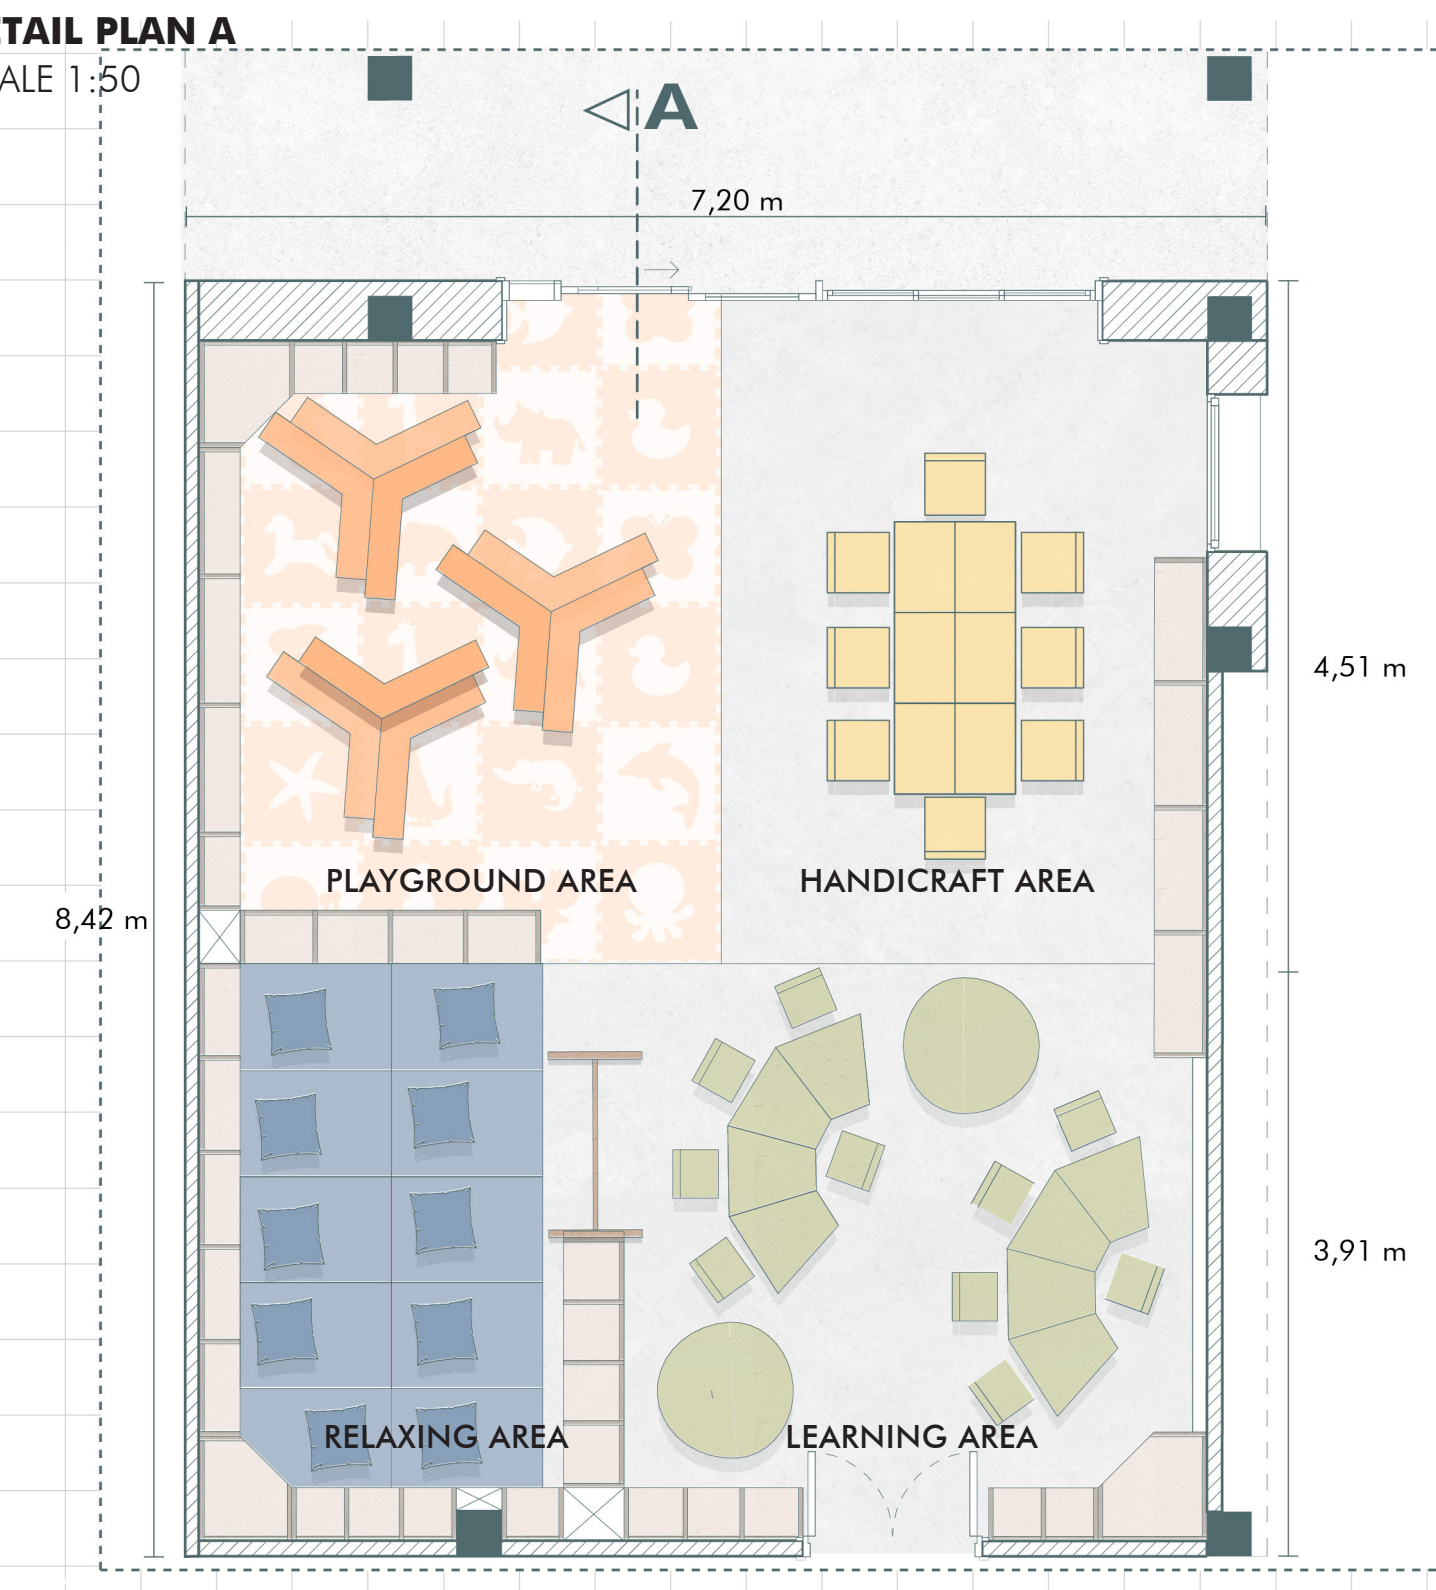 TAIL PLAN A
ALE 1:50
A
7,20 m
4,51 m
PLAYGROUND AREA
HANDICRAFT AREA
8,42 m
3,91 m
RELAXING AREA
LEARNING AREA